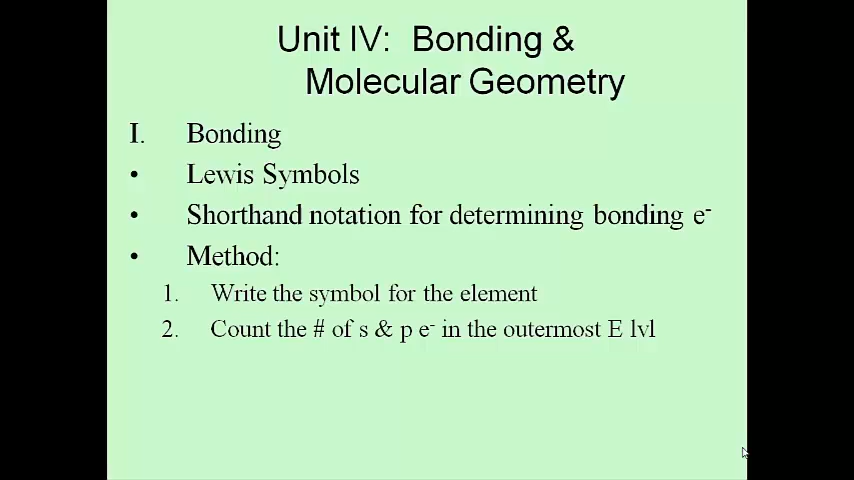 Unit IV: Bonding &
Molecular Geometry
I. Bonding
• Lewis Symbols
• Shorthand notation for determining bonding e⁻
• Method:
1. Write the symbol for the element
2. Count the # of s & p e⁻ in the outermost E lvl